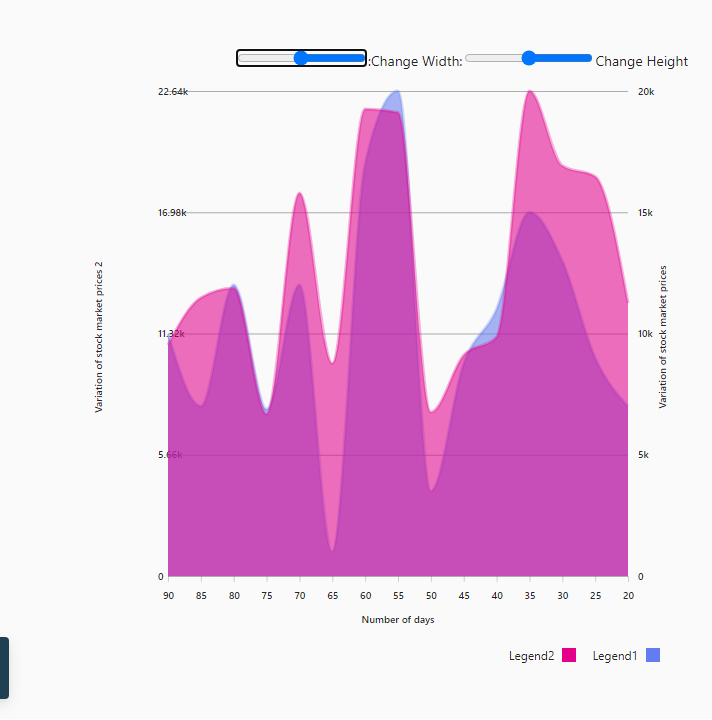 :Change Width: Change Height
22.64k 20k
16.98k 15k
11.32k 10k
5.66k 5k
0 0
Variation of stock market prices 2
Variation of stock market prices
90 85 80 75 70 65 60 55 50 45 40 35 30 25 20
Number of days
Legend2 Legend1